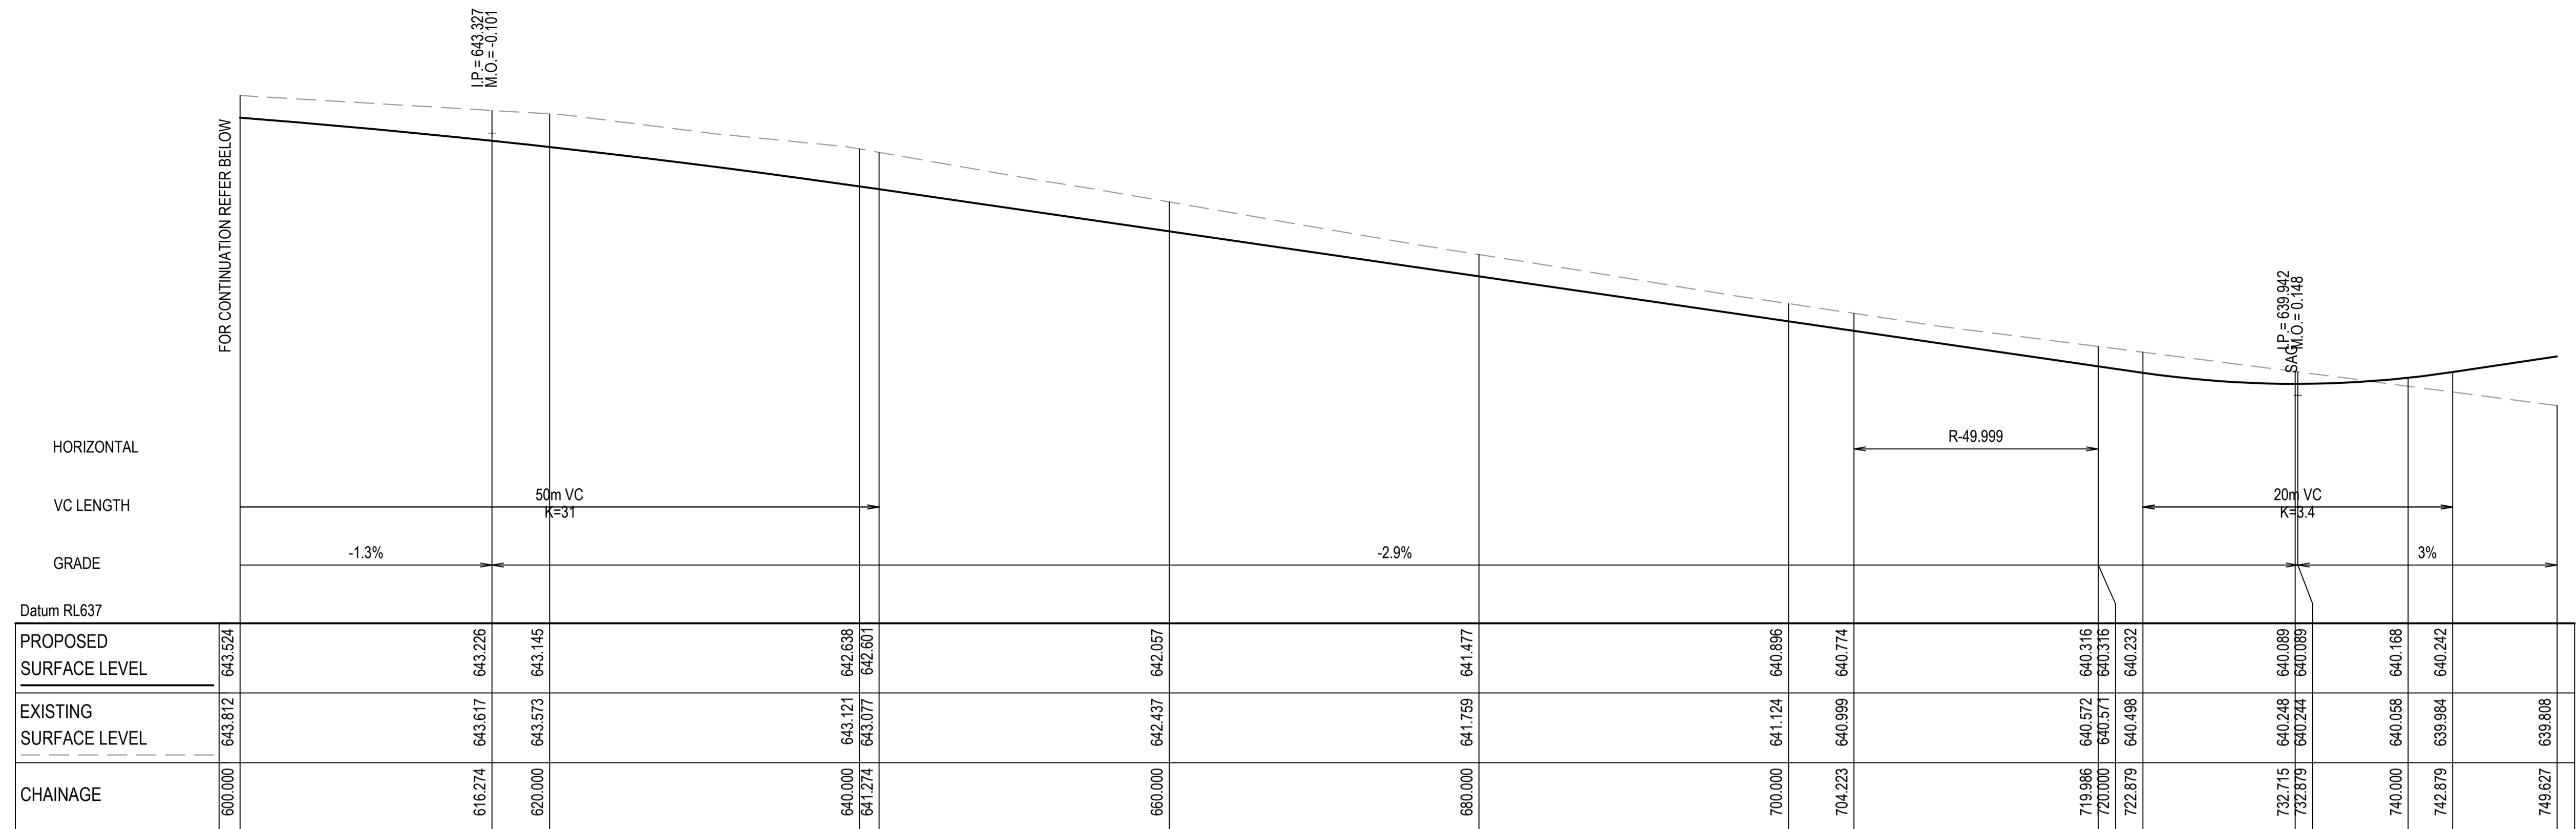 I.P.= 643.327
M.O.= -0.101
FOR CONTINUATION REFER BELOW
SAG
I.P.= 639.942
M.O.= 0.148
HORIZONTAL
R-49.999
VC LENGTH
50m VC
K=31
20m VC
K=3.4
GRADE
-1.3%
-2.9%
3%
Datum RL637
PROPOSED
SURFACE LEVEL
643.524
643.226
643.145
642.638
642.601
642.057
641.477
640.896
640.774
640.316
640.316
640.232
640.089
640.089
640.168
640.242
EXISTING
SURFACE LEVEL
643.812
643.617
643.573
643.121
643.077
642.437
641.759
641.124
640.999
640.572
640.571
640.498
640.248
640.244
640.058
639.984
639.808
CHAINAGE
600.000
616.274
620.000
640.000
641.274
660.000
680.000
700.000
704.223
719.986
720.000
722.879
732.715
732.879
740.000
742.879
749.627